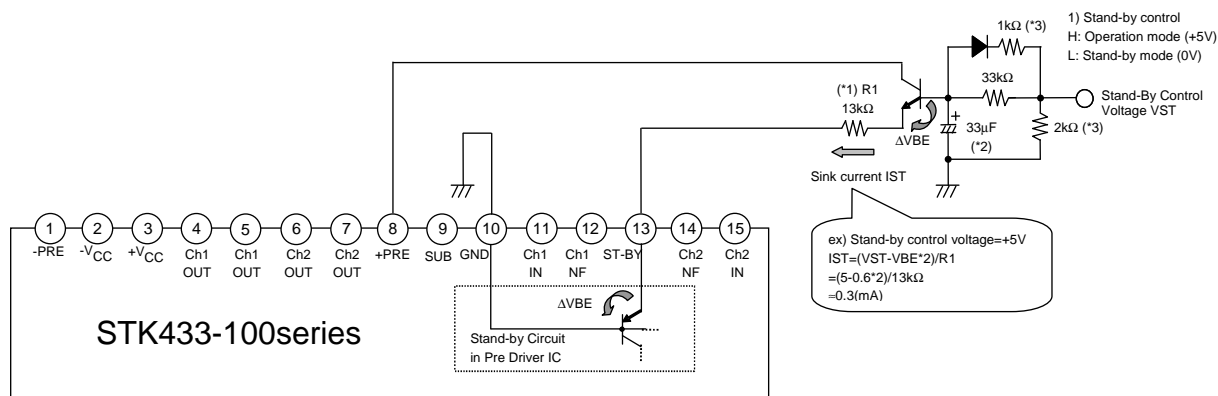 1kΩ (*3)
1) Stand-by control
H: Operation mode (+5V)
L: Stand-by mode (0V)
33kΩ
(*1) R1
13kΩ
ΔVBE
33μF
(*2)
2kΩ (*3)
Stand-By Control
Voltage VST
Sink current IST
ex) Stand-by control voltage=+5V
IST=(VST-VBE*2)/R1
=(5-0.6*2)/13kΩ
≈0.3(mA)
1 2 3 4 5 6 7 8 9 10 11 12 13 14 15
-PRE -VCC +VCC Ch1 OUT Ch1 OUT Ch2 OUT Ch2 OUT +PRE SUB GND Ch1 IN Ch1 NF ST-BY Ch2 NF Ch2 IN
ΔVBE
Stand-by Circuit
in Pre Driver IC
STK433-100series